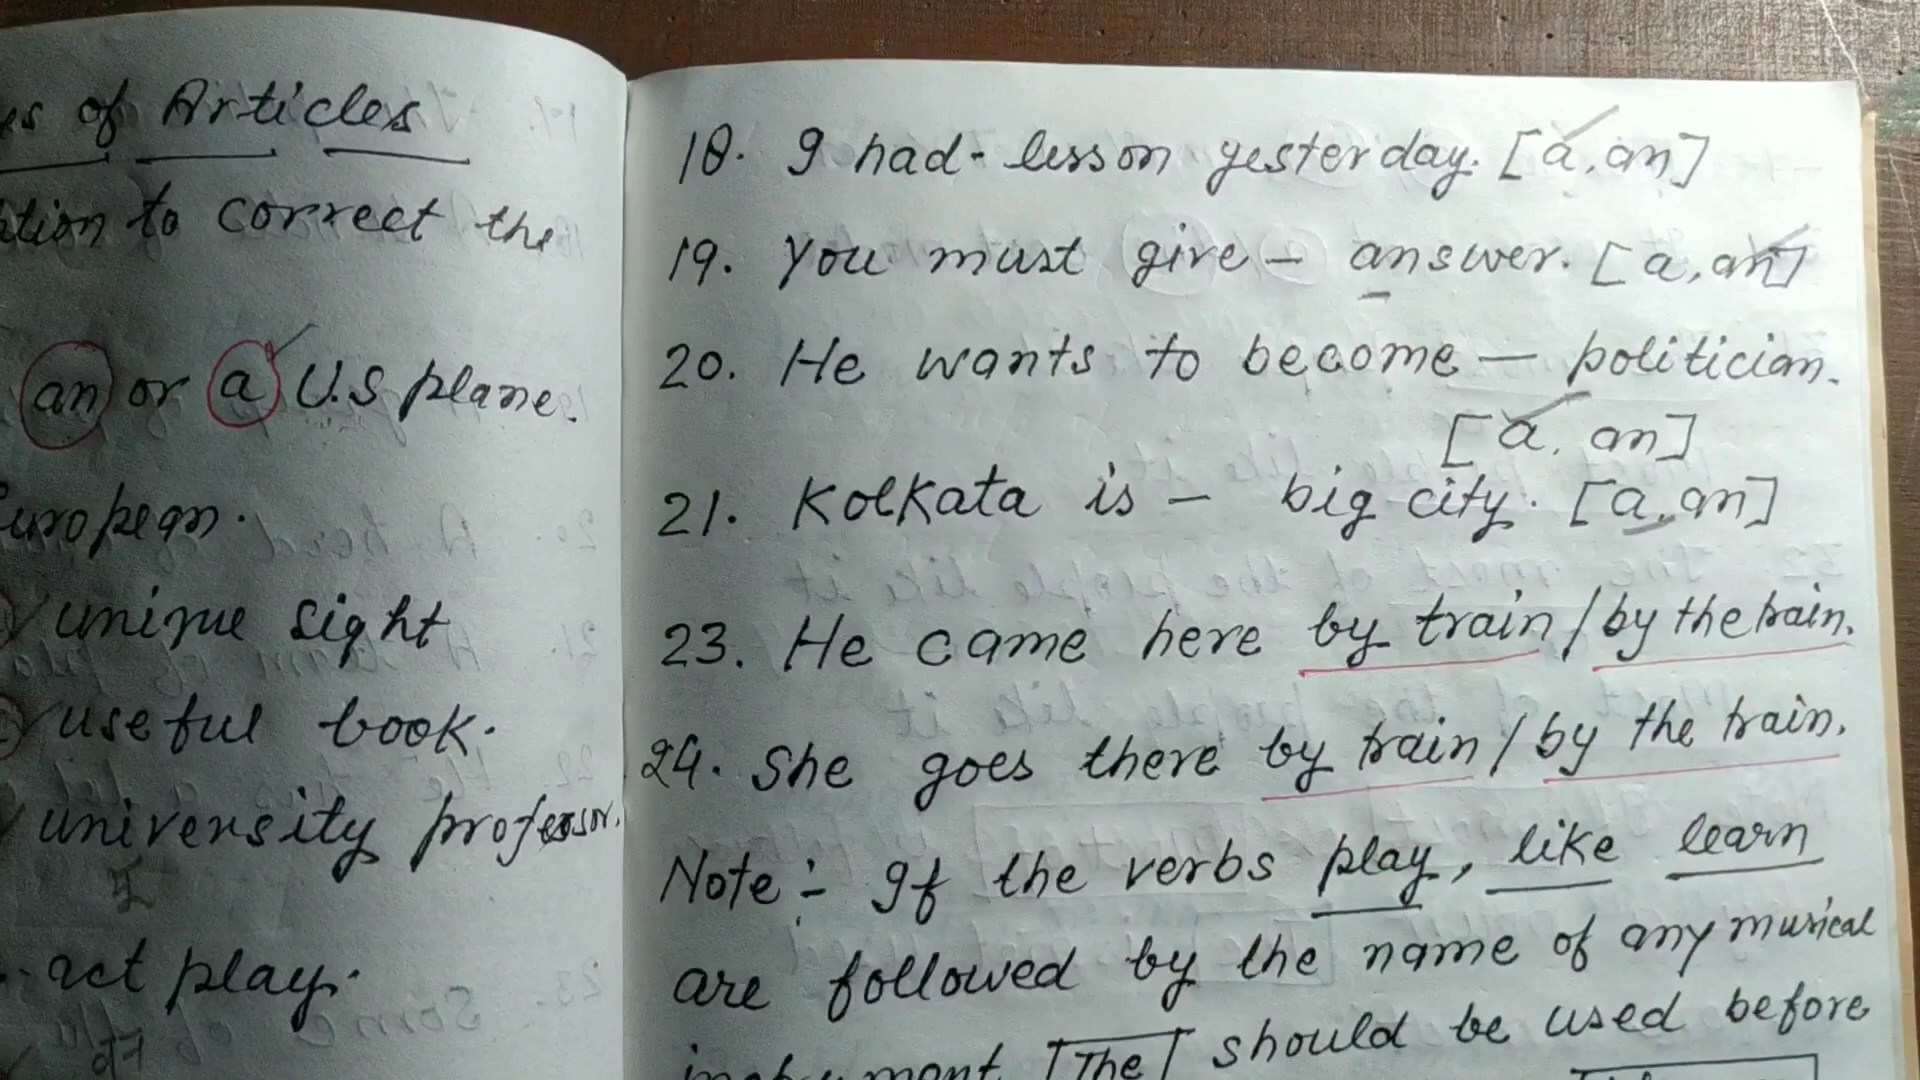 es of Articles
ation to correct the
an or a U.S plane.
European.
unique sight
useful book.
university professor.
यू
act play.
वन
18. I had - lesson yesterday. [a, an]
19. You must give - answer. [a, an]
20. He wants to become - politician.
[a, an]
21. Kolkata is - big city. [a, an]
23. He came here by train / by the train.
24. She goes there by train / by the train.
Note :- If the verbs play, like learn
are followed by the name of any musical
The should be used before